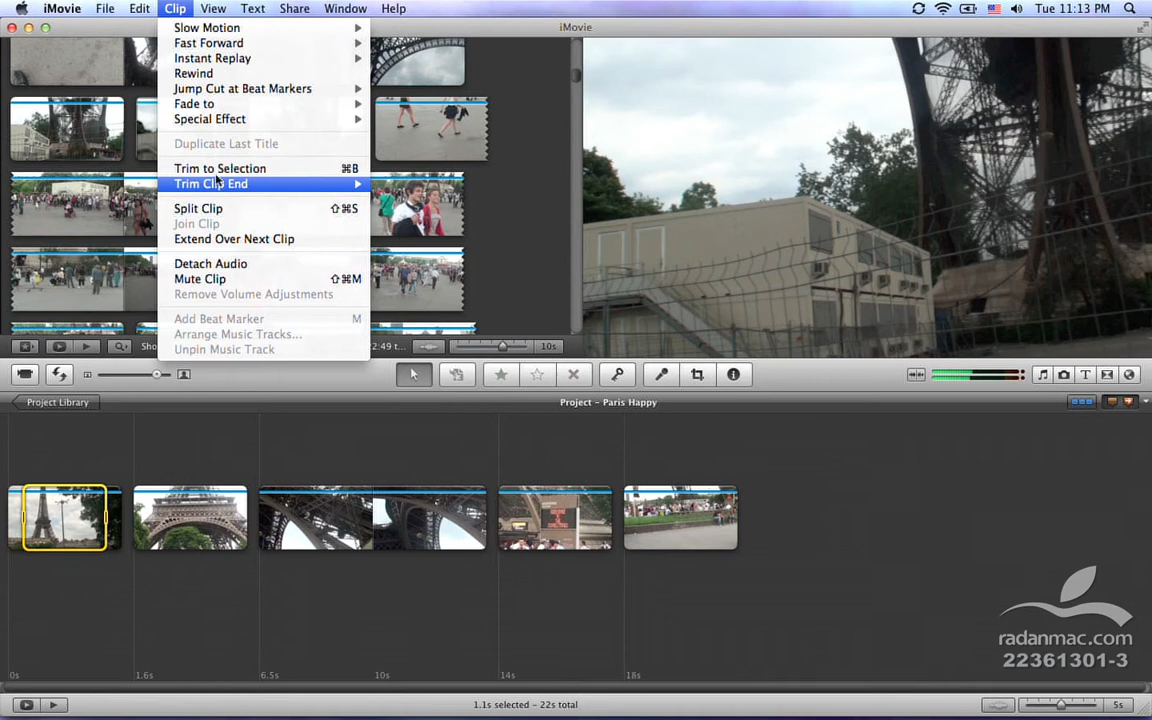 iMovie File Edit Clip View Text Share Window Help Tue 11:13 PM
iMovie
Slow Motion
Fast Forward
Instant Replay
Rewind
Jump Cut at Beat Markers
Fade to
Special Effect
Duplicate Last Title
Trim to Selection ⌘B
Trim Clip End
Split Clip ⇧⌘S
Join Clip
Extend Over Next Clip
Detach Audio
Mute Clip ⇧⌘M
Remove Volume Adjustments
Add Beat Marker M
Arrange Music Tracks...
Unpin Music Track
Sho
22:49 t... 10s
Project Library Project – Paris Happy
radanmac.com
22361301-3
0s 1.6s 6.5s 10s 14s 18s
1.1s selected – 22s total 5s